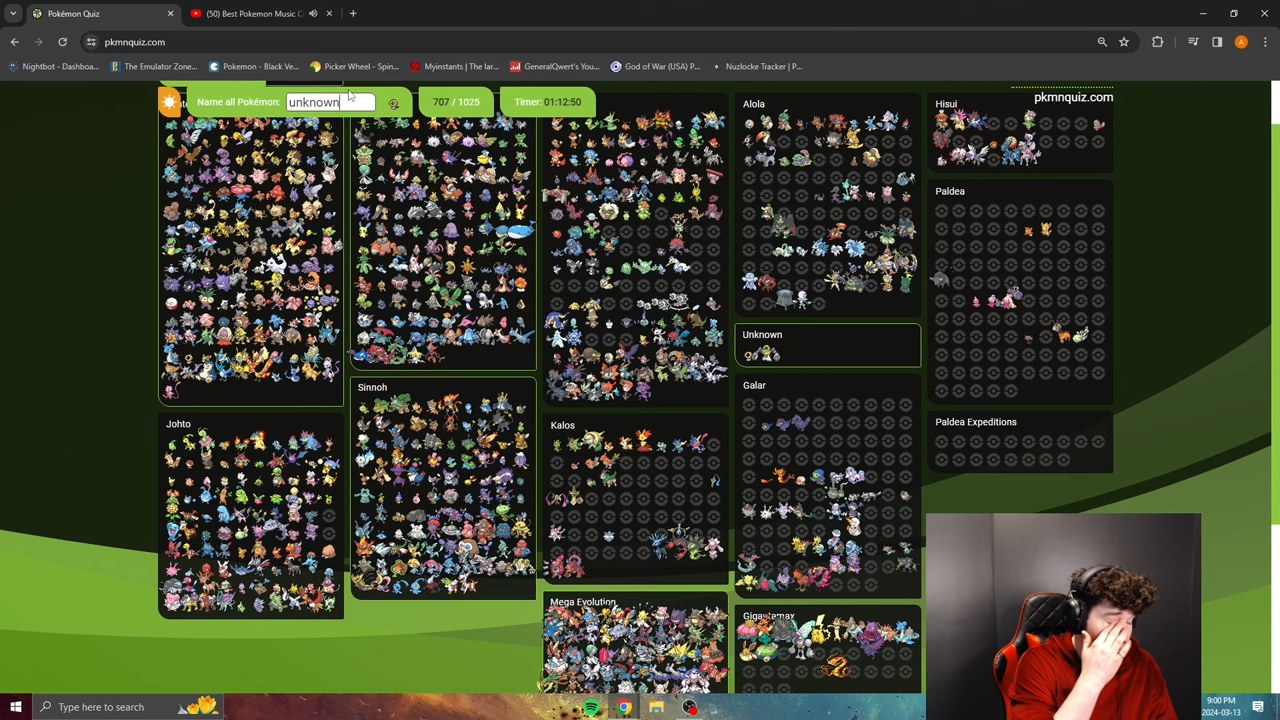 Pokémon Quiz
(50) Best Pokemon Music C
pkmnquiz.com
Nightbot - Dashboa...
The Emulator Zone...
Pokemon - Black Ve...
Picker Wheel - Spin...
Myinstants | The lar...
GeneralQwert's You...
God of War (USA) P...
Nuzlocke Tracker | P...
Name all Pokémon:
unknown
707 / 1025
Timer: 01:12:50
pkmnquiz.com
Alola
Hisui
Paldea
Unknown
Sinnoh
Galar
Johto
Kalos
Paldea Expeditions
Mega Evolution
Gigantamax
Type here to search
9:00 PM
2024-03-13